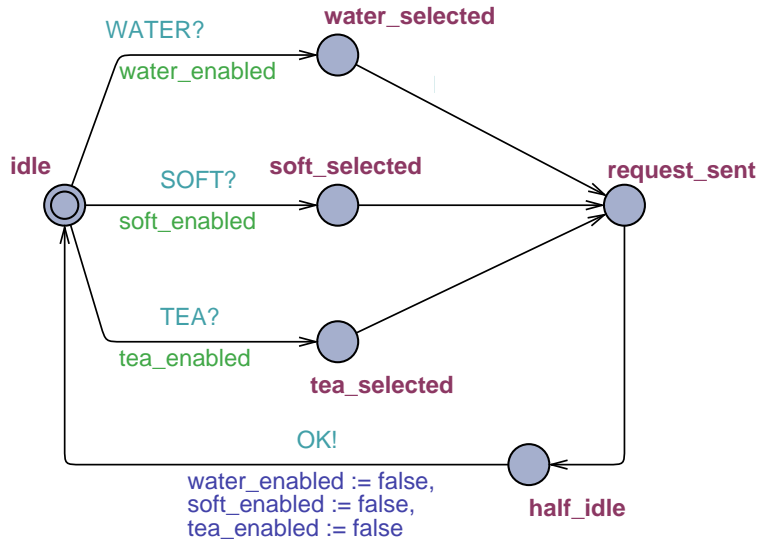 water_selected
WATER?
water_enabled
idle
SOFT?
soft_selected
request_sent
soft_enabled
TEA?
tea_enabled
tea_selected
OK!
water_enabled := false,
soft_enabled := false,
tea_enabled := false
half_idle